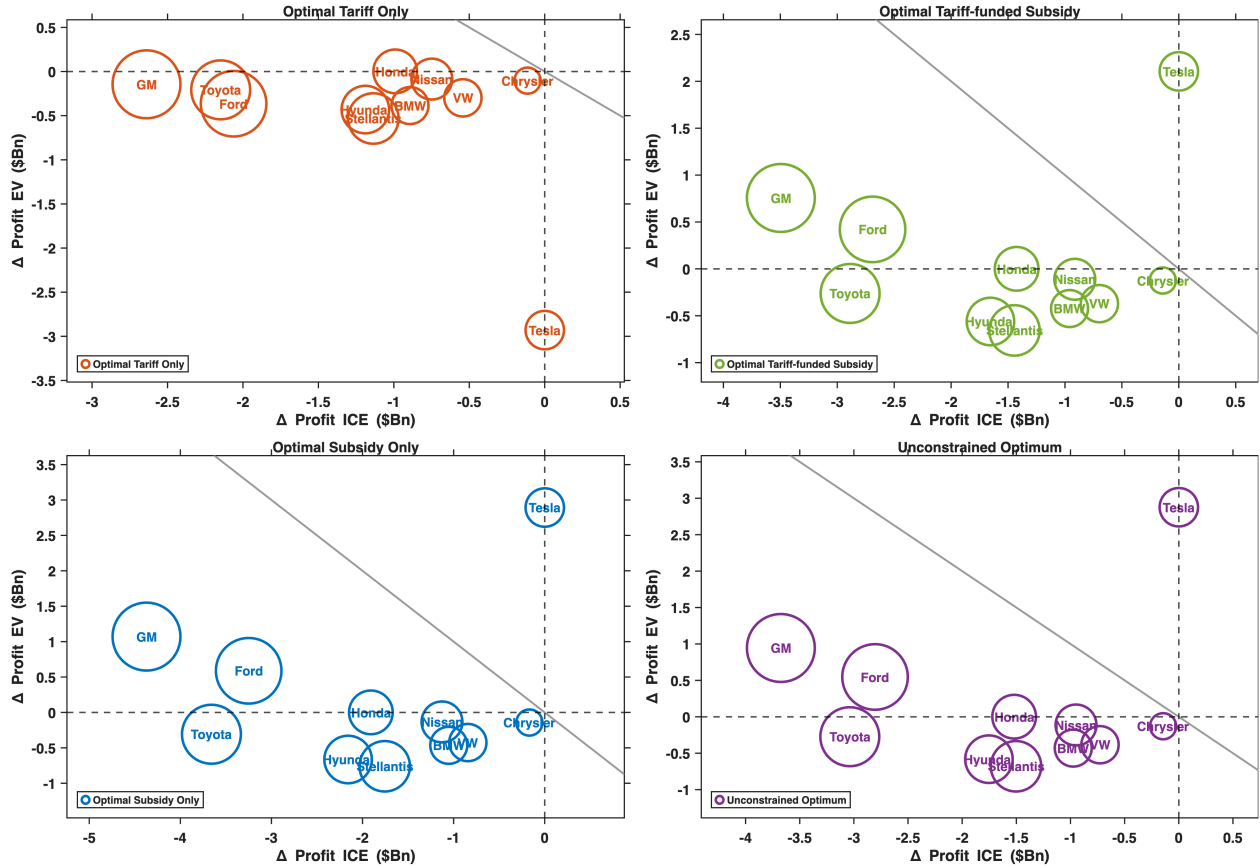 Optimal Tariff Only
0.5
0
-0.5
-1
-1.5
-2
-2.5
-3
-3.5
Δ Profit EV ($Bn)
GM
Toyota
Ford
Honda
Nissan
Hyundai
Stellantis
BMW
VW
Chrysler
Tesla
Optimal Tariff Only
-3 -2.5 -2 -1.5 -1 -0.5 0 0.5
Δ Profit ICE ($Bn)
Optimal Tariff-funded Subsidy
2.5
2
1.5
1
0.5
0
-0.5
-1
Δ Profit EV ($Bn)
Tesla
GM
Ford
Toyota
Honda
Nissan
Chrysler
Hyundai
Stellantis
BMW
VW
Optimal Tariff-funded Subsidy
-4 -3.5 -3 -2.5 -2 -1.5 -1 -0.5 0 0.5
Δ Profit ICE ($Bn)
Optimal Subsidy Only
3.5
3
2.5
2
1.5
1
0.5
0
-0.5
-1
Δ Profit EV ($Bn)
Tesla
GM
Ford
Toyota
Honda
Nissan
Chrysler
Hyundai
Stellantis
BMW
VW
Optimal Subsidy Only
-5 -4 -3 -2 -1 0
Δ Profit ICE ($Bn)
Unconstrained Optimum
3.5
3
2.5
2
1.5
1
0.5
0
-0.5
-1
Δ Profit EV ($Bn)
Tesla
GM
Ford
Toyota
Honda
Nissan
Chrysler
Hyundai
Stellantis
BMW
VW
Unconstrained Optimum
-4 -3.5 -3 -2.5 -2 -1.5 -1 -0.5 0 0.5
Δ Profit ICE ($Bn)